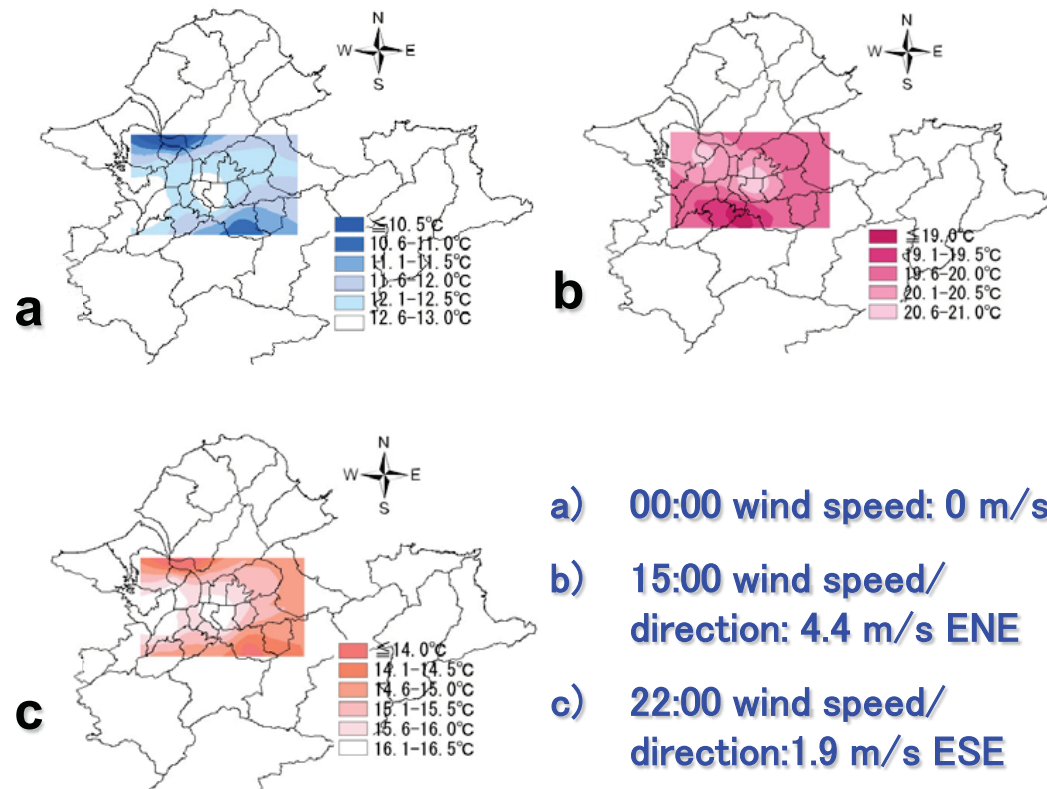 N
W E
S
≦10.5℃
10.6-11.0℃
11.1-11.5℃
11.6-12.0℃
12.1-12.5℃
12.6-13.0℃
a
N
W E
S
≦19.0℃
19.1-19.5℃
19.6-20.0℃
20.1-20.5℃
20.6-21.0℃
b
N
W E
S
≦14.0℃
14.1-14.5℃
14.6-15.0℃
15.1-15.5℃
15.6-16.0℃
16.1-16.5℃
c
a) 00:00 wind speed: 0 m/s
b) 15:00 wind speed/
direction: 4.4 m/s ENE
c) 22:00 wind speed/
direction:1.9 m/s ESE